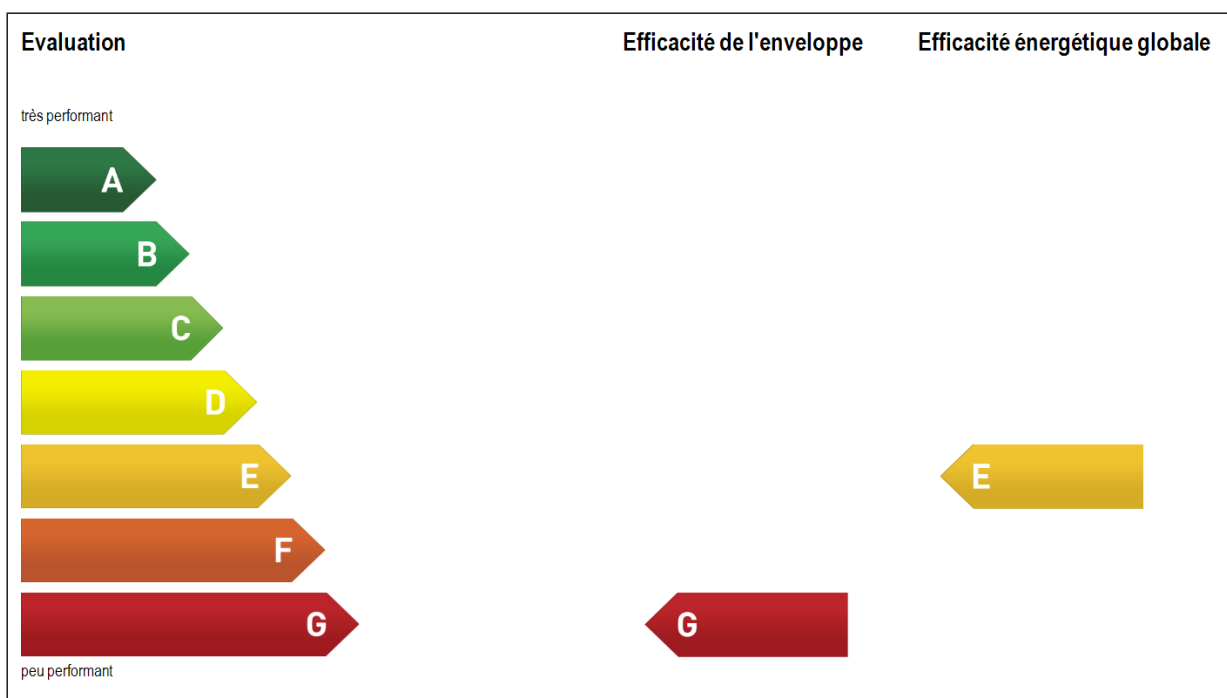 Evaluation Efficacité de l'enveloppe Efficacité énergétique globale
très performant
A
B
C
D
E E
F
G G
peu performant